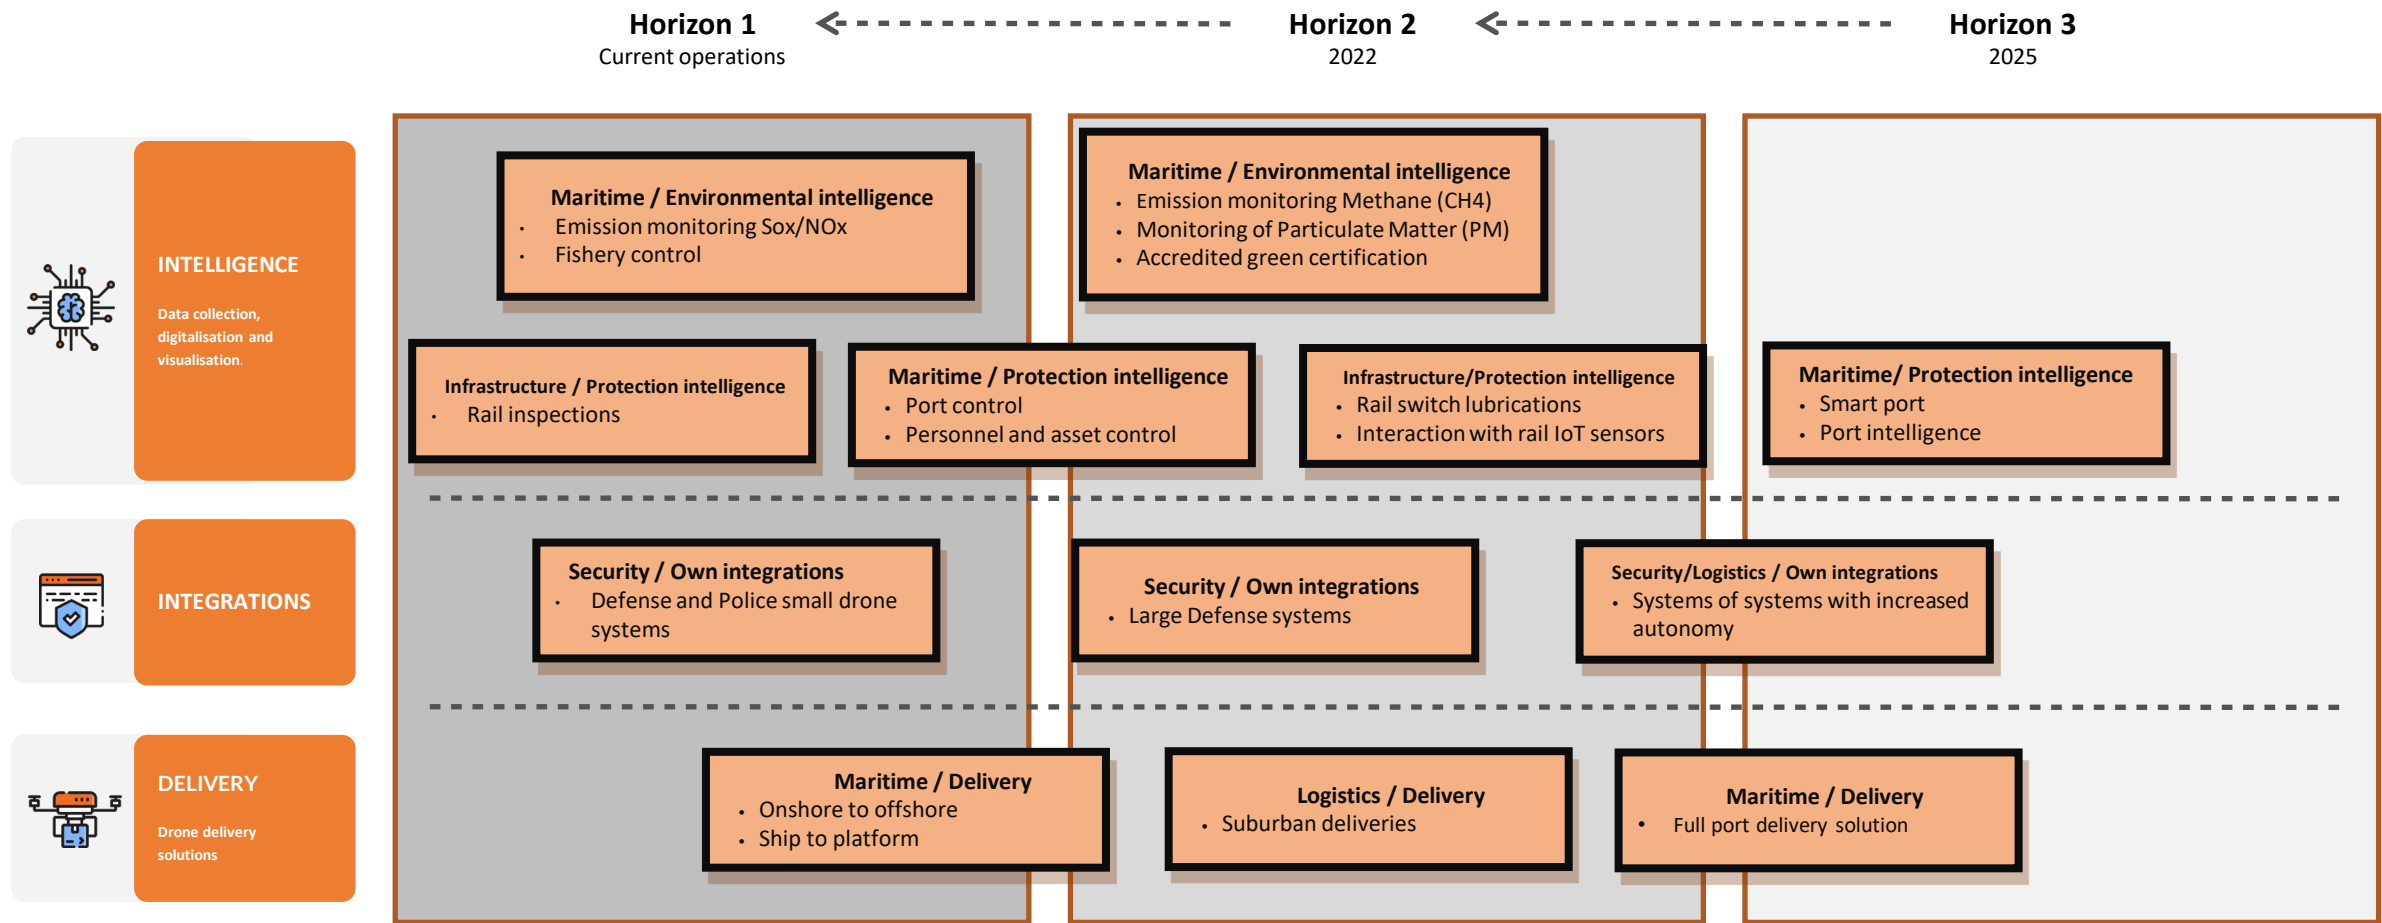 Horizon 1
Current operations
Horizon 2
2022
Horizon 3
2025
INTELLIGENCE
Data collection,
digitalisation and
visualisation.
Maritime / Environmental intelligence
• Emission monitoring Sox/NOx
• Fishery control
Maritime / Environmental intelligence
• Emission monitoring Methane (CH4)
• Monitoring of Particulate Matter (PM)
• Accredited green certification
Infrastructure / Protection intelligence
• Rail inspections
Maritime / Protection intelligence
• Port control
• Personnel and asset control
Infrastructure/Protection intelligence
• Rail switch lubrications
• Interaction with rail IoT sensors
Maritime/ Protection intelligence
• Smart port
• Port intelligence
INTEGRATIONS
Security / Own integrations
• Defense and Police small drone
systems
Security / Own integrations
• Large Defense systems
Security/Logistics / Own integrations
• Systems of systems with increased
autonomy
DELIVERY
Drone delivery
solutions
Maritime / Delivery
• Onshore to offshore
• Ship to platform
Logistics / Delivery
• Suburban deliveries
Maritime / Delivery
• Full port delivery solution